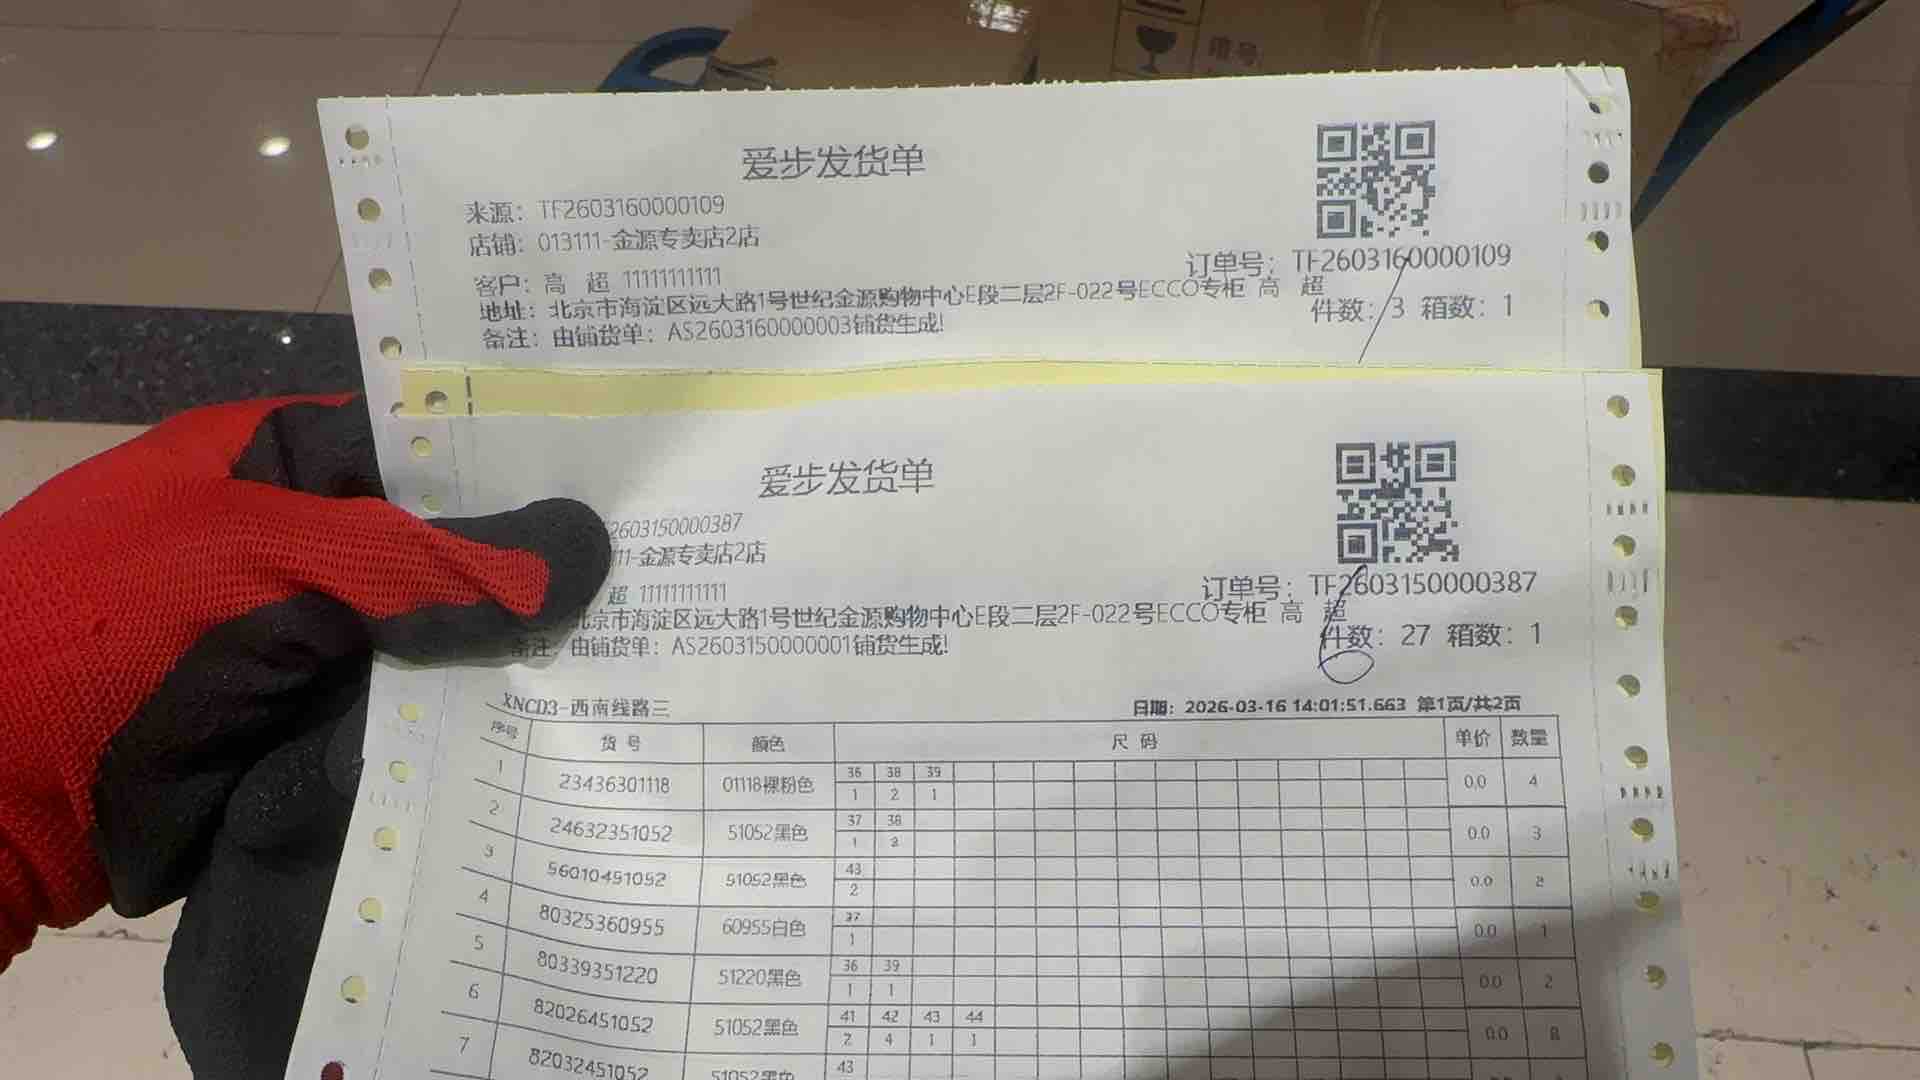 箱号
爱步发货单
来源：TF2603160000109
店铺：013111-金源专卖店2店
订单号：TF2603160000109
客户：高 超 11111111111
地址：北京市海淀区远大路1号世纪金源购物中心E段二层2F-022号ECCO专柜 高 超
件数：3 箱数：1
备注：由铺货单：AS2603160000003铺货生成!
爱步发货单
2603150000387
111-金源专卖店2店
订单号：TF2603150000387
超 11111111111
北京市海淀区远大路1号世纪金源购物中心E段二层2F-022号ECCO专柜 高 超
件数：27 箱数：1
备注：由铺货单：AS2603150000001铺货生成!
XNCD3-西南线路三
日期：2026-03-16 14:01:51.663 第1页/共2页
序号 货号 颜色 尺码 单价 数量
36 38 39
1 23436301118 01118裸粉色 0.0 4
1 2 1
37 38
2 24632351052 51052黑色 0.0 3
1 2
43
3 56010451052 51052黑色 0.0 2
2
37
4 80325360955 60955白色 0.0 1
1
36 39
5 80339351220 51220黑色 0.0 2
1 1
41 42 43 44
6 82026451052 51052黑色 0.0 8
2 4 1 1
43
7 82032451052 51052黑色